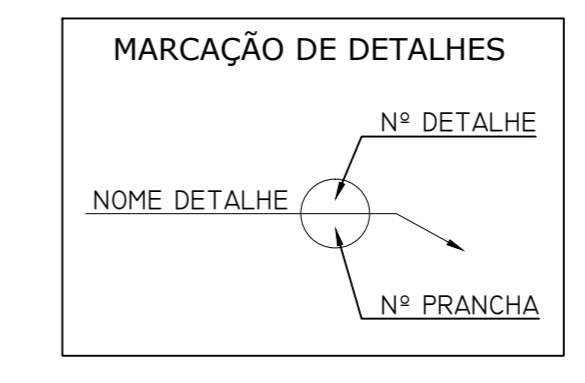 MARCAÇÃO DE DETALHES
Nº DETALHE
NOME DETALHE
Nº PRANCHA